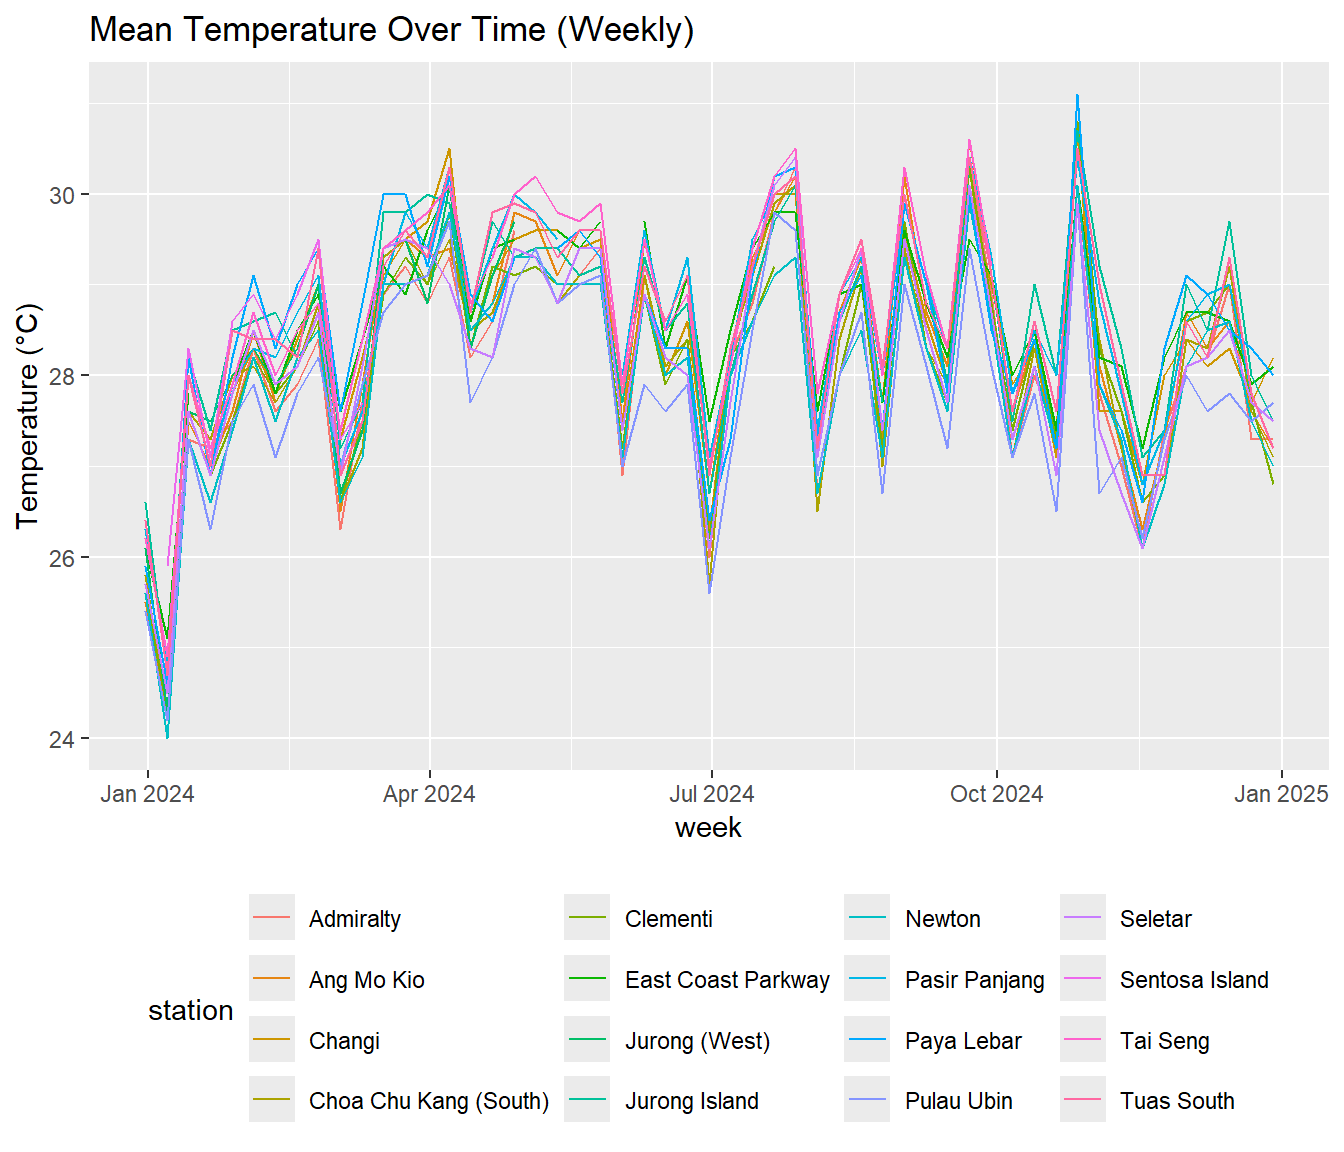 Mean Temperature Over Time (Weekly)
Temperature (°C)
30
28
26
24
Jan 2024 Apr 2024 Jul 2024 Oct 2024 Jan 2025
week
station
Admiralty Clementi Newton Seletar
Ang Mo Kio East Coast Parkway Pasir Panjang Sentosa Island
Changi Jurong (West) Paya Lebar Tai Seng
Choa Chu Kang (South) Jurong Island Pulau Ubin Tuas South